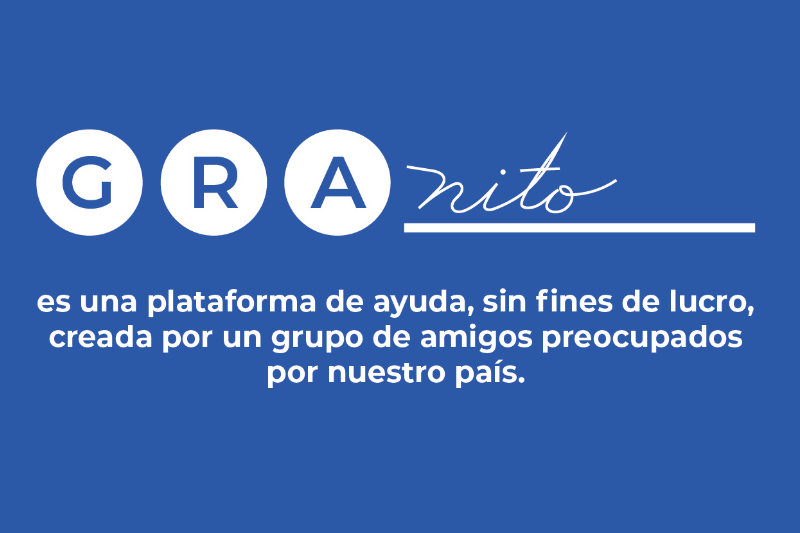 GRAnito
es una plataforma de ayuda, sin fines de lucro,
creada por un grupo de amigos preocupados
por nuestro país.